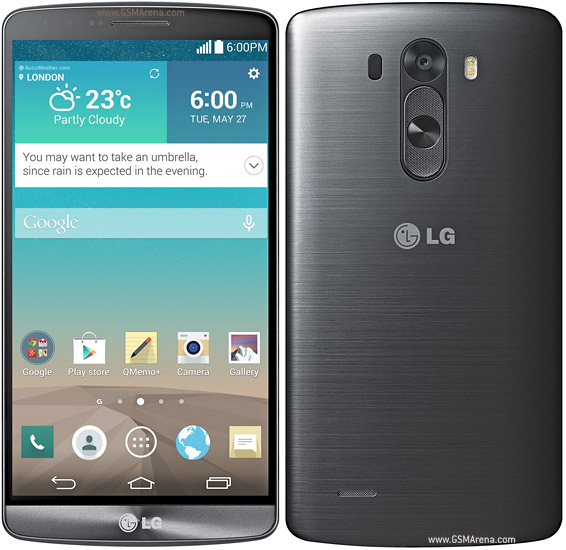 www.GSMArena.com
6:00PM
AccuWeather.com
LONDON
23°C
Partly Cloudy
6:00 PM
TUE, MAY 27
You may want to take an umbrella,
since rain is expected in the evening.
Google
Google
Play store
QMemo+
Camera
Gallery
G
LG
LG
www.GSMArena.com